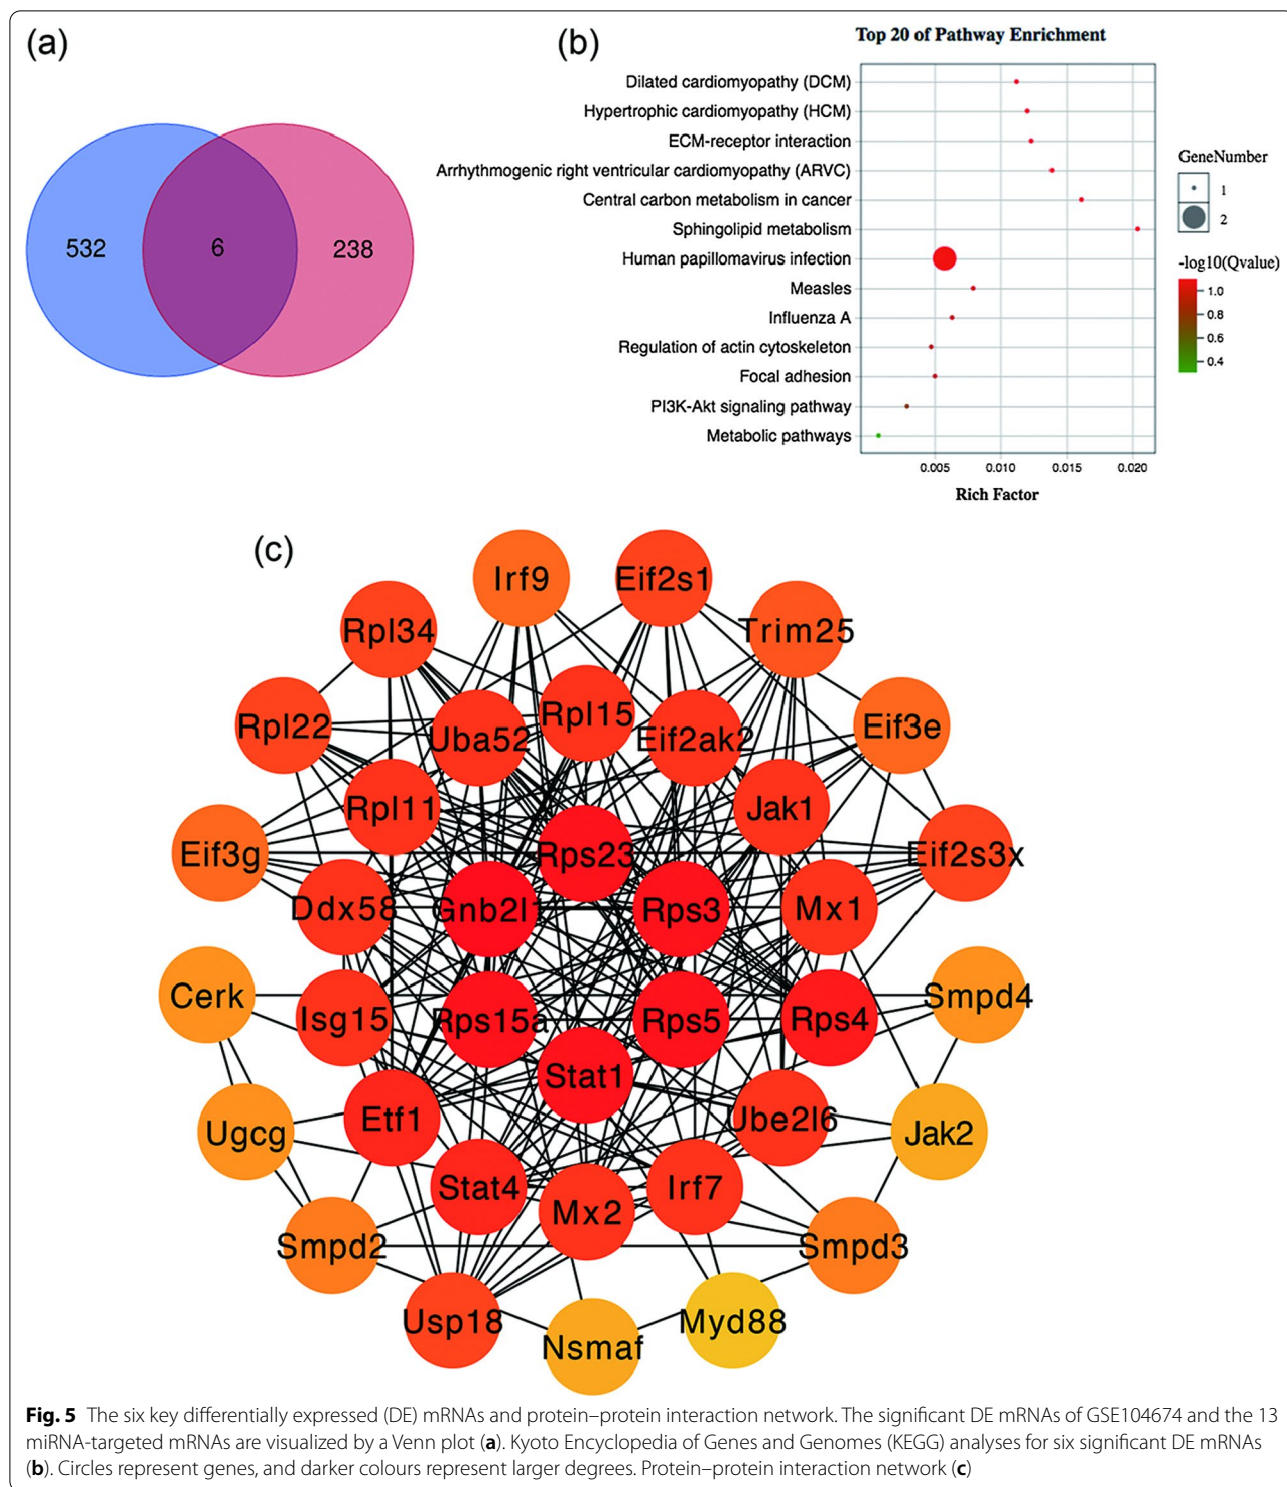 (a)
532
6
238
(b)
Top 20 of Pathway Enrichment
Dilated cardiomyopathy (DCM)
Hypertrophic cardiomyopathy (HCM)
ECM-receptor interaction
Arrhythmogenic right ventricular cardiomyopathy (ARVC)
Central carbon metabolism in cancer
Sphingolipid metabolism
Human papillomavirus infection
Measles
Influenza A
Regulation of actin cytoskeleton
Focal adhesion
PI3K-Akt signaling pathway
Metabolic pathways
0.005 0.010 0.015 0.020
Rich Factor
GeneNumber
1
2
-log10(Qvalue)
1.0
0.8
0.6
0.4
(c)
Irf9
Eif2s1
Rpl34
Trim25
Rpl22
Uba52
Rpl15
Eif2ak2
Eif3e
Rpl11
Jak1
Eif3g
Rps23
Eif2s3x
Ddx58
Gnb2l1
Rps3
Mx1
Cerk
Smpd4
Isg15
Rps15a
Rps5
Rps4
Stat1
Ugcg
Etf1
Ube2l6
Jak2
Stat4
Mx2
Irf7
Smpd2
Smpd3
Usp18
Nsmaf
Myd88
Fig. 5 The six key differentially expressed (DE) mRNAs and protein–protein interaction network. The significant DE mRNAs of GSE104674 and the 13
miRNA-targeted mRNAs are visualized by a Venn plot (a). Kyoto Encyclopedia of Genes and Genomes (KEGG) analyses for six significant DE mRNAs
(b). Circles represent genes, and darker colours represent larger degrees. Protein–protein interaction network (c)